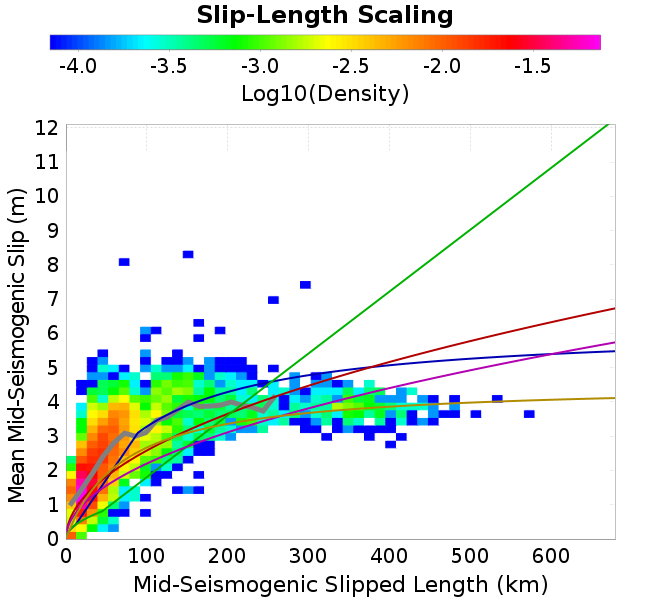 Slip-Length Scaling
-4.0 -3.5 -3.0 -2.5 -2.0 -1.5
Log10(Density)
12
11
10
9
8
7
6
5
4
3
2
1
0
Mean Mid-Seismogenic Slip (m)
0 100 200 300 400 500 600
Mid-Seismogenic Slipped Length (km)